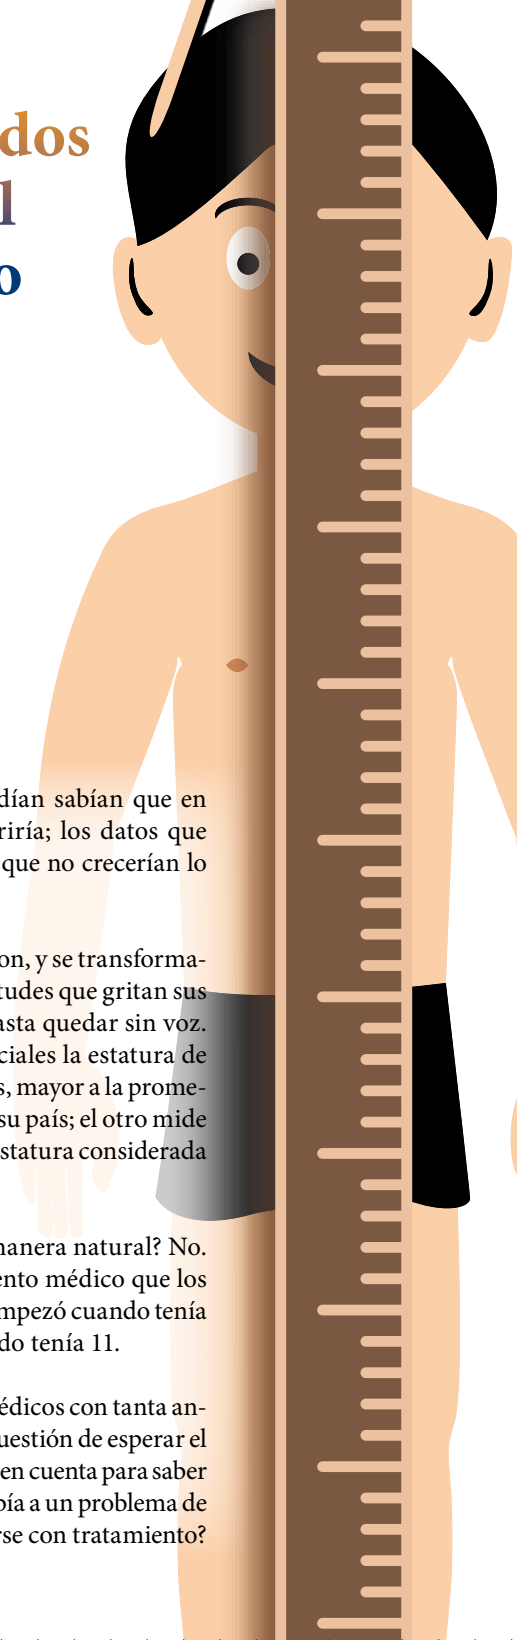 dos
l
o
dían sabían que en
riría; los datos que
que no crecerían lo
on, y se transforma-
tudes que gritan sus
asta quedar sin voz.
ciales la estatura de
s, mayor a la prome-
su país; el otro mide
statura considerada
nanera natural? No.
ento médico que los
mpezó cuando tenía
do tenía 11.
édicos con tanta an-
uestión de esperar el
en cuenta para saber
bía a un problema de
rse con tratamiento?